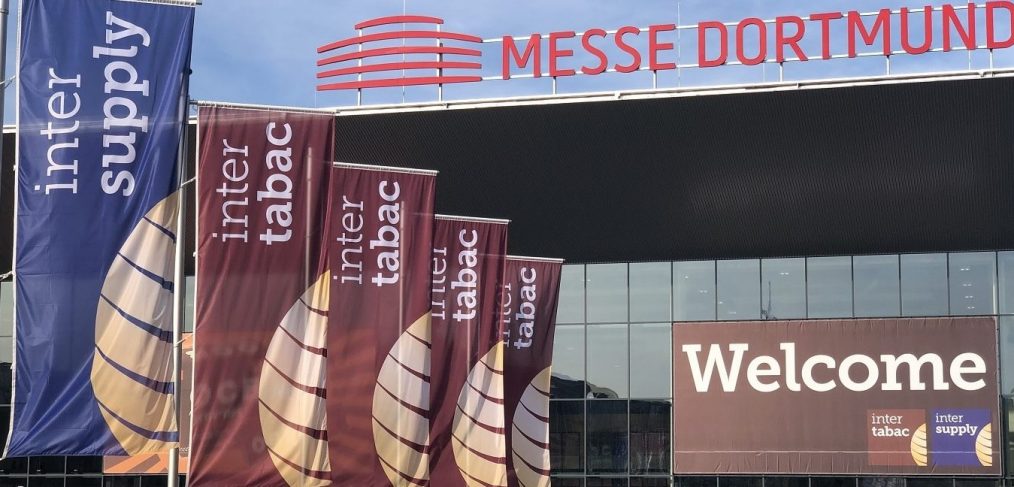 MESSE DORTMUND
inter
supply
inter
tabac
inter
tabac
inter
tabac
inter
tabac
Welcome
inter
tabac
inter
supply